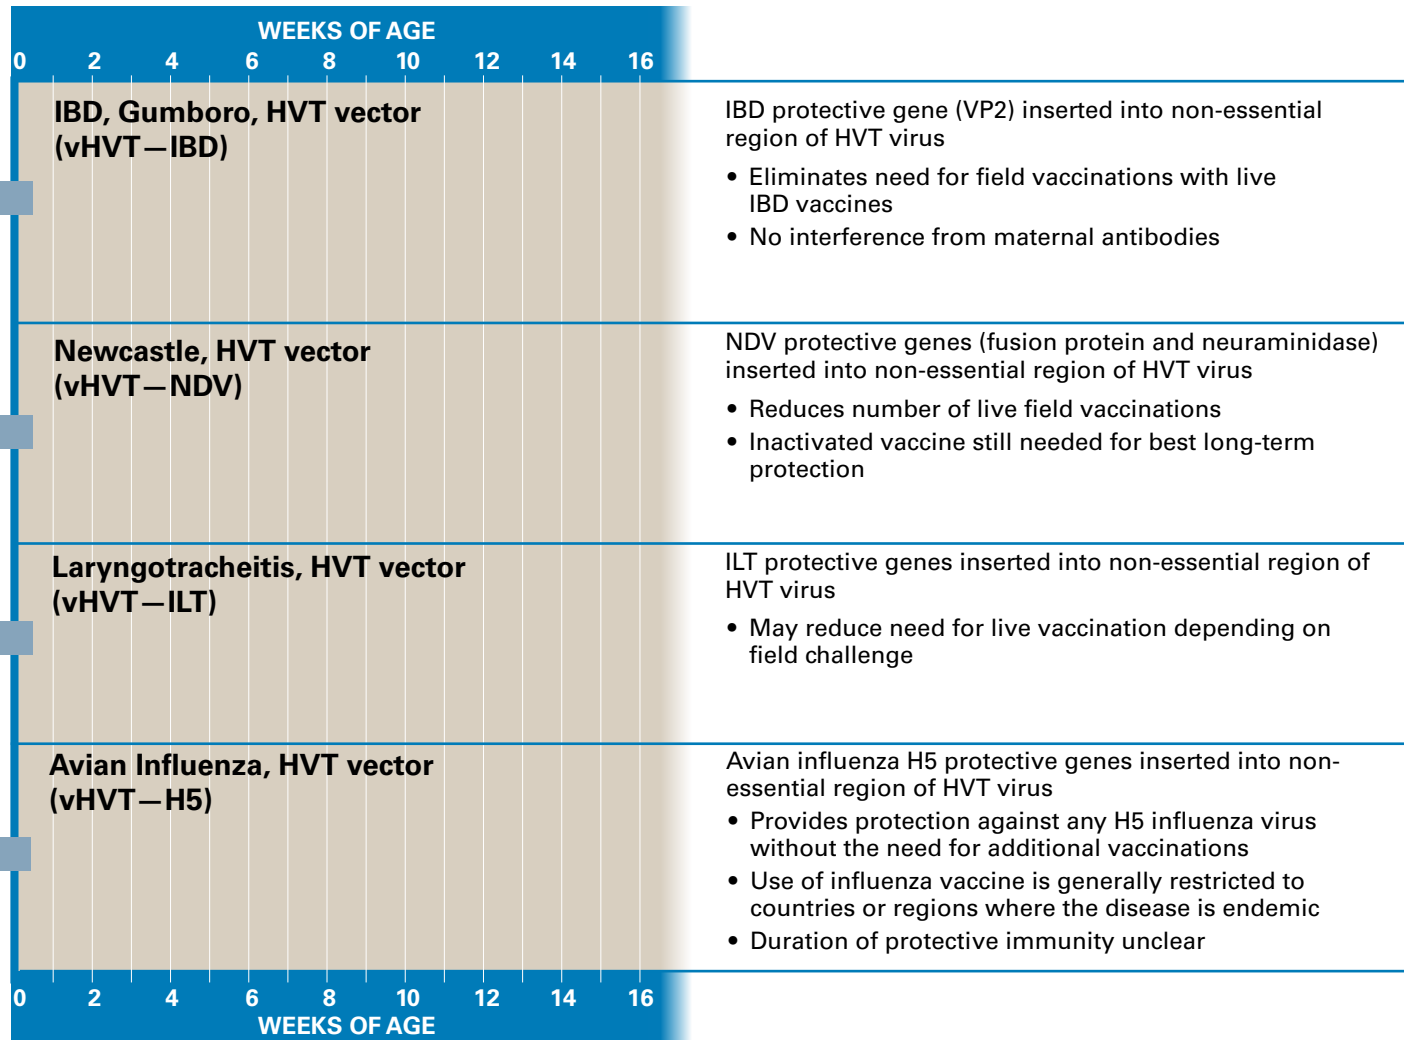 WEEKS OF AGE
0 2 4 6 8 10 12 14 16
IBD, Gumboro, HVT vector
(vHVT—IBD)
IBD protective gene (VP2) inserted into non-essential
region of HVT virus
• Eliminates need for field vaccinations with live
IBD vaccines
• No interference from maternal antibodies
Newcastle, HVT vector
(vHVT—NDV)
NDV protective genes (fusion protein and neuraminidase)
inserted into non-essential region of HVT virus
• Reduces number of live field vaccinations
• Inactivated vaccine still needed for best long-term
protection
Laryngotracheitis, HVT vector
(vHVT—ILT)
ILT protective genes inserted into non-essential region of
HVT virus
• May reduce need for live vaccination depending on
field challenge
Avian Influenza, HVT vector
(vHVT—H5)
Avian influenza H5 protective genes inserted into non-
essential region of HVT virus
• Provides protection against any H5 influenza virus
without the need for additional vaccinations
• Use of influenza vaccine is generally restricted to
countries or regions where the disease is endemic
• Duration of protective immunity unclear
0 2 4 6 8 10 12 14 16
WEEKS OF AGE